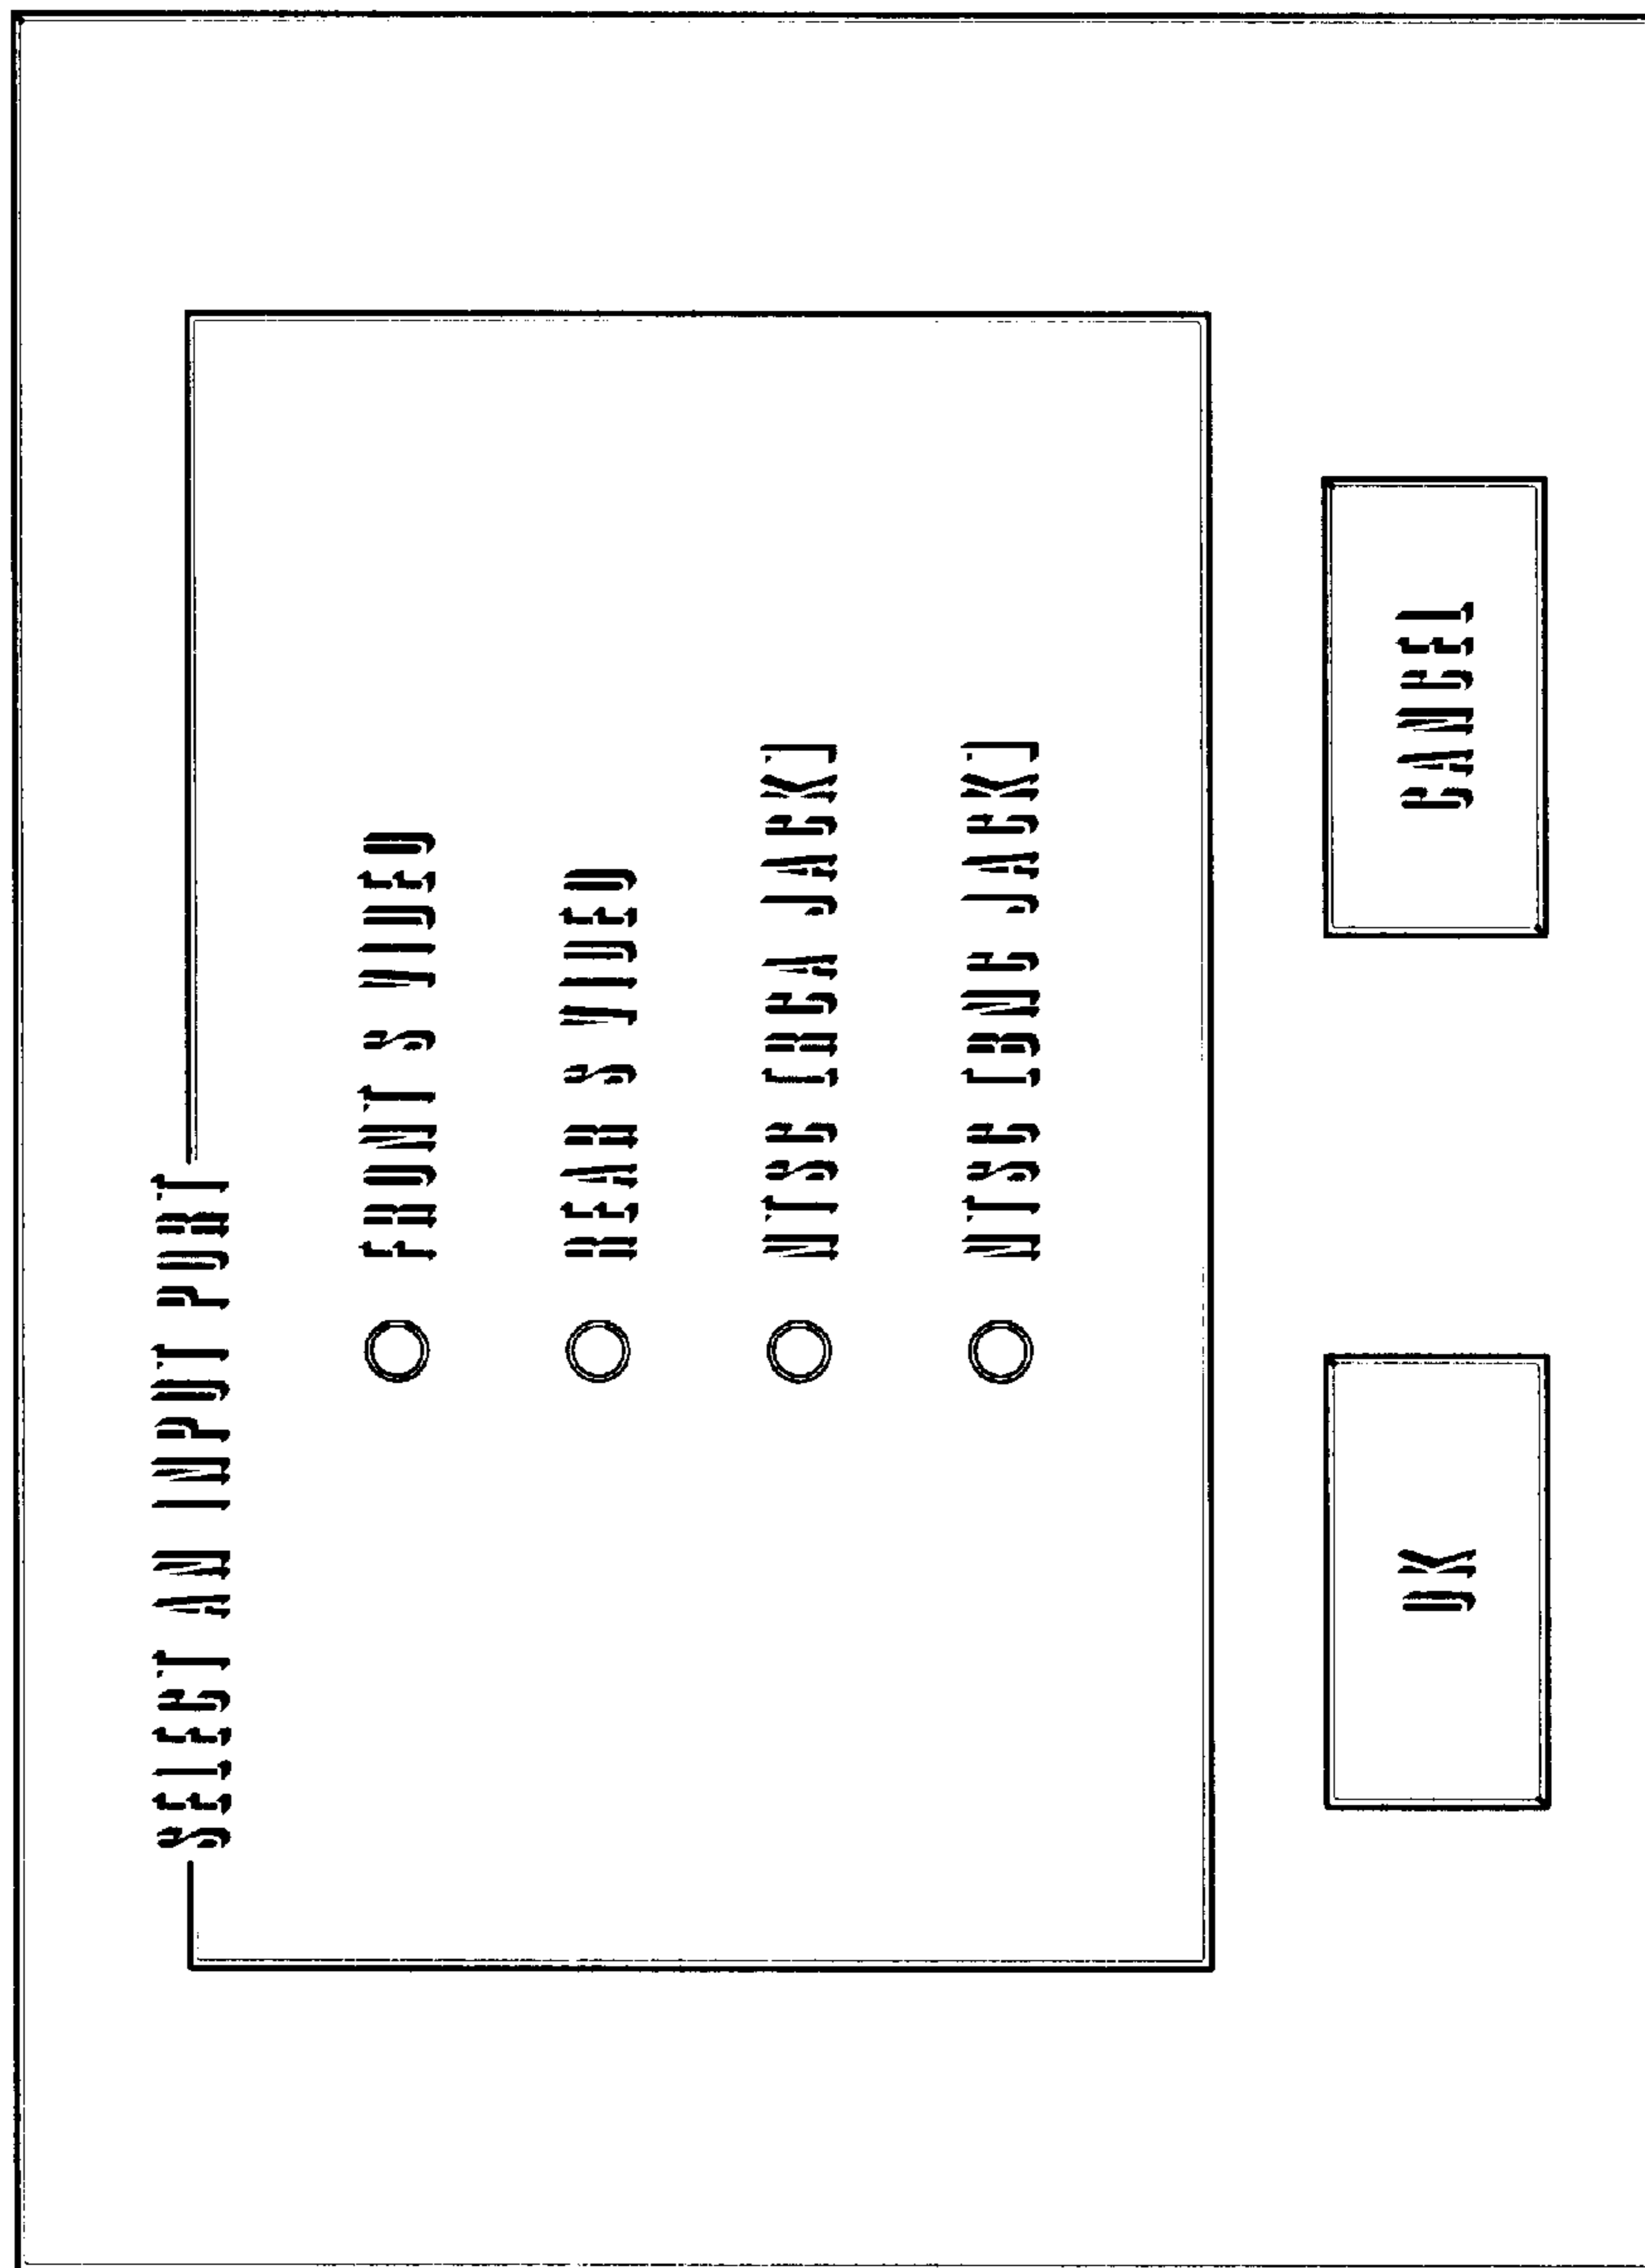 SELECT AN INPUT PORT
FRONT S VIDEO
REAR S VIDEO
NTSC [RCA JACK]
NTSC [BNC JACK]
OK
CANCEL